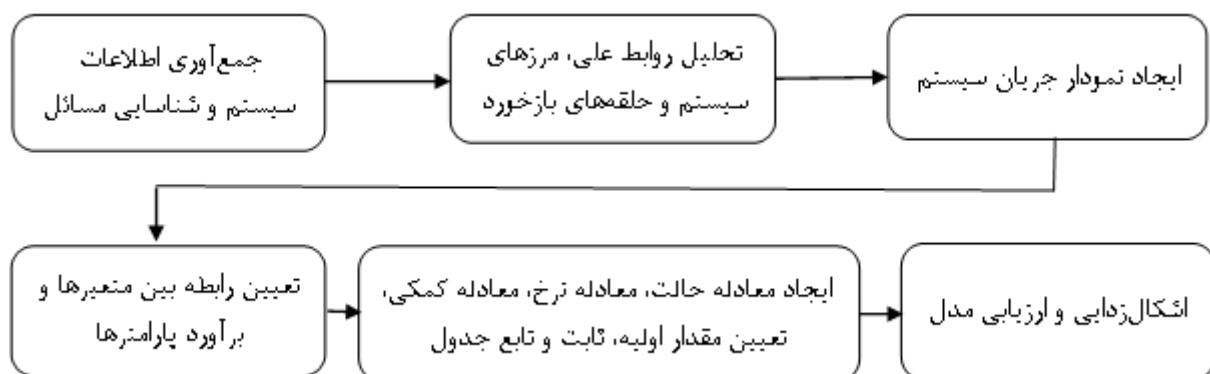 جمع‌آوری اطلاعات
سیستم و شناسایی مسائل
تحلیل روابط علی، مرزهای
سیستم و حلقه‌های بازخورد
ایجاد نمودار جریان سیستم
تعیین رابطه بین متغیرها و
برآورد پارامترها
ایجاد معادله حالت، معادله نرخ، معادله کمکی،
تعیین مقدار اولیه، ثابت و تابع جدول
اشکال‌زدایی و ارزیابی مدل